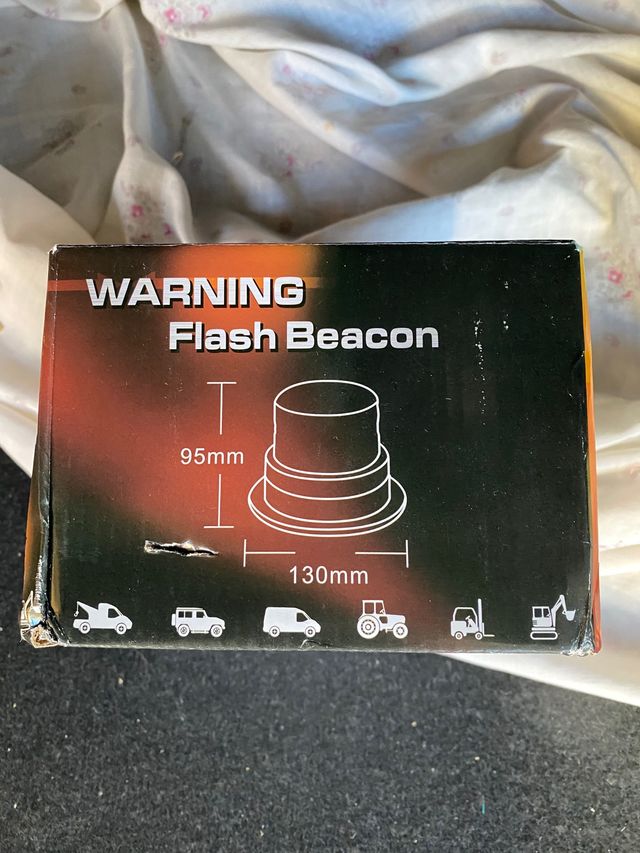 WARNING
Flash Beacon
95mm
130mm